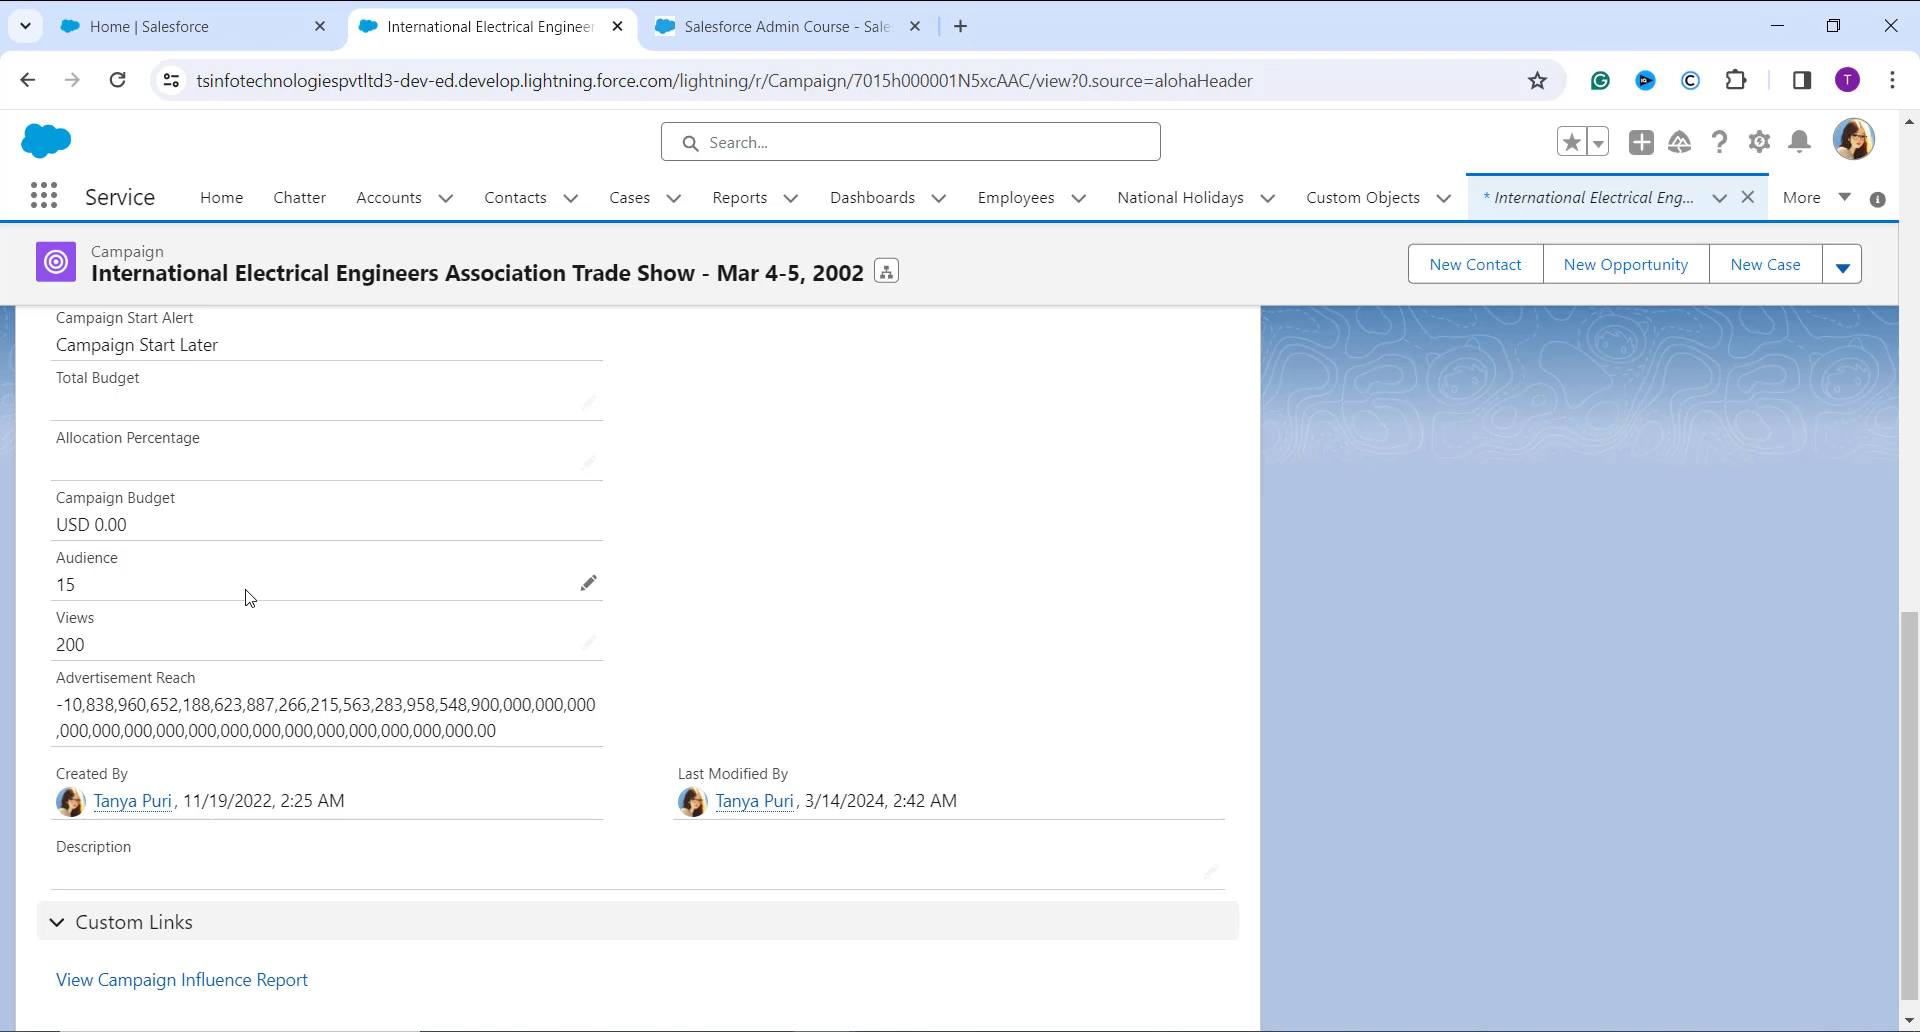 Home | Salesforce
International Electrical Engineer
Salesforce Admin Course - Sale
tsinfotechnologiespvtltd3-dev-ed.develop.lightning.force.com/lightning/r/Campaign/7015h000001N5xcAAC/view?0.source=alohaHeader
T
Search...
Service
Home
Chatter
Accounts
Contacts
Cases
Reports
Dashboards
Employees
National Holidays
Custom Objects
* International Electrical Eng...
More
Campaign
International Electrical Engineers Association Trade Show - Mar 4-5, 2002
New Contact
New Opportunity
New Case
Campaign Start Alert
Campaign Start Later
Total Budget
Allocation Percentage
Campaign Budget
USD 0.00
Audience
15
Views
200
Advertisement Reach
-10,838,960,652,188,623,887,266,215,563,283,958,548,900,000,000,000
,000,000,000,000,000,000,000,000,000,000,000,000,000.00
Created By
Tanya Puri, 11/19/2022, 2:25 AM
Last Modified By
Tanya Puri, 3/14/2024, 2:42 AM
Description
Custom Links
View Campaign Influence Report